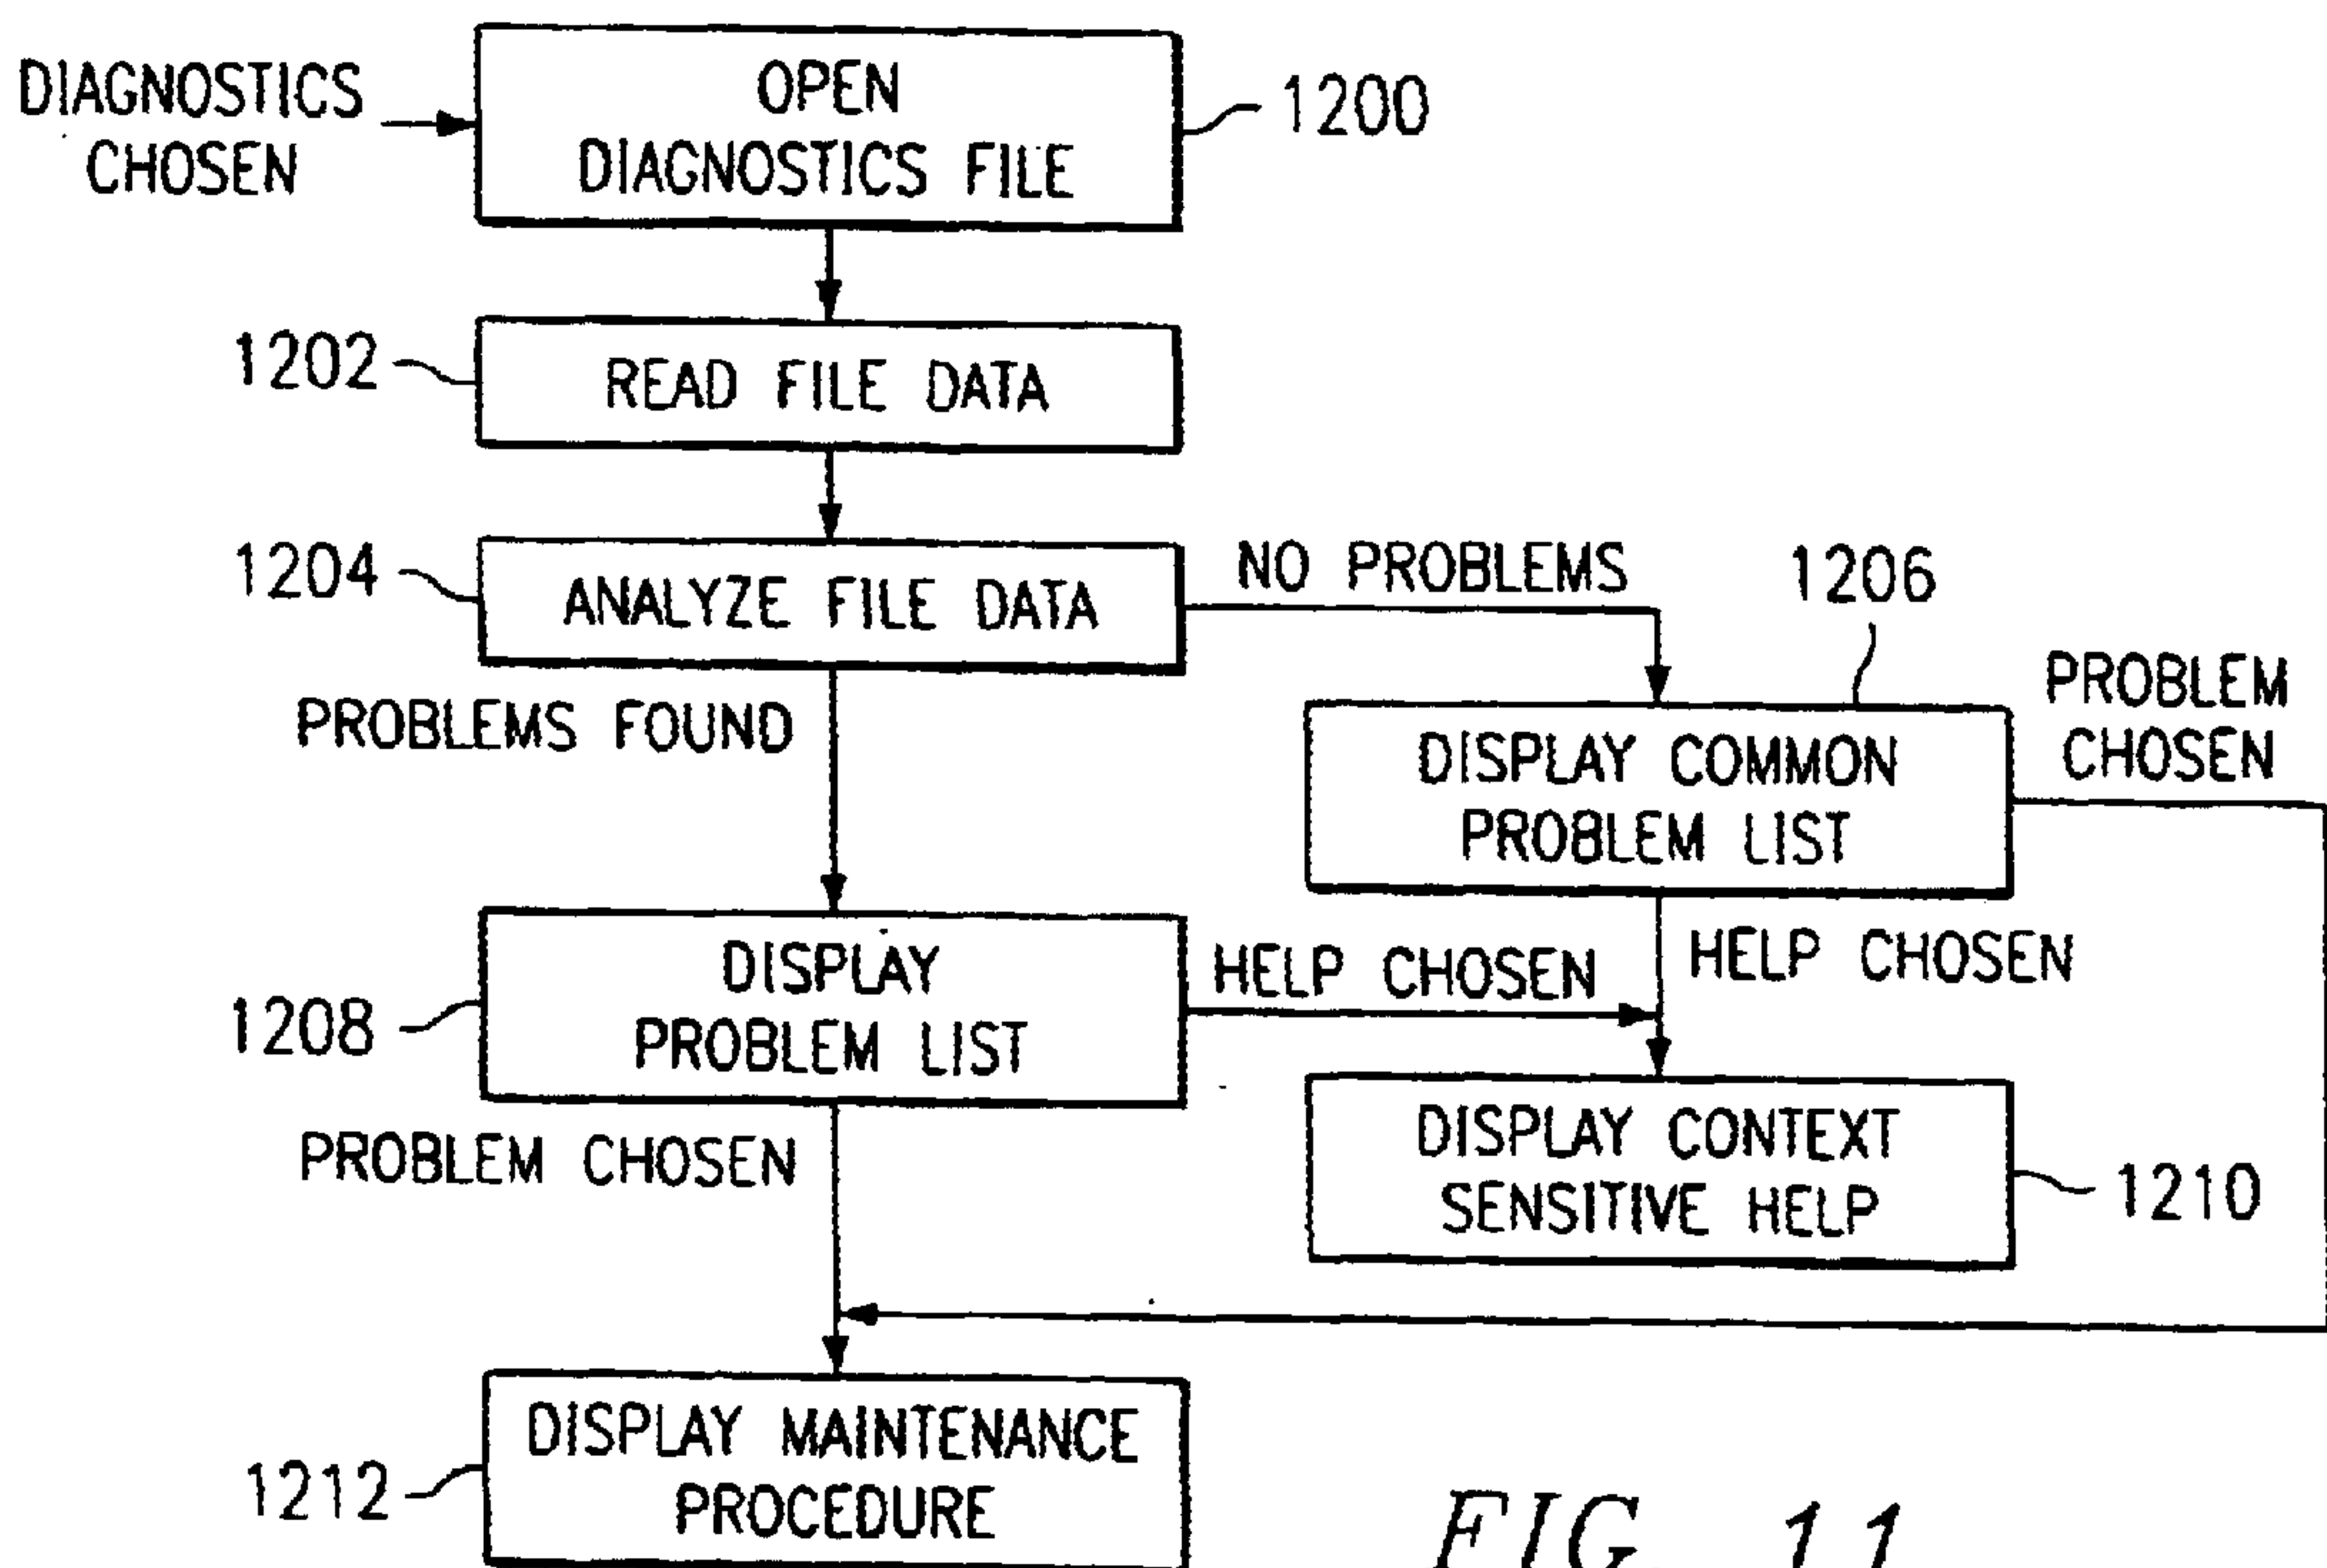 DIAGNOSTICS
CHOSEN
OPEN
DIAGNOSTICS FILE
1200
1202
READ FILE DATA
1204
ANALYZE FILE DATA
NO PROBLEMS
1206
PROBLEM
CHOSEN
PROBLEMS FOUND
DISPLAY COMMON
PROBLEM LIST
1208
DISPLAY
PROBLEM LIST
HELP CHOSEN
HELP CHOSEN
PROBLEM CHOSEN
DISPLAY CONTEXT
SENSITIVE HELP
1210
1212
DISPLAY MAINTENANCE
PROCEDURE
FIG. 11